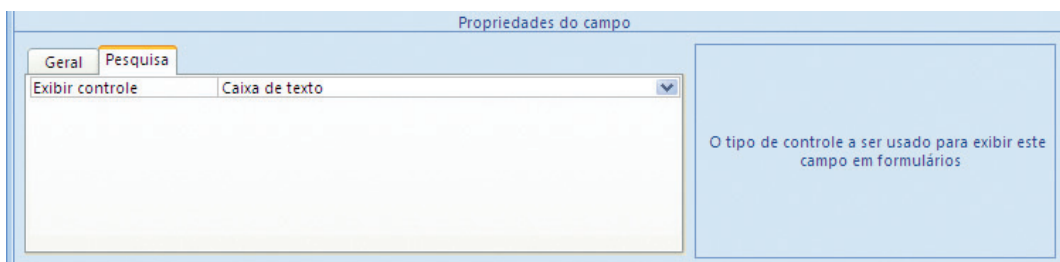 Propriedades do campo
Geral Pesquisa
Exibir controle Caixa de texto
O tipo de controle a ser usado para exibir este
campo em formulários